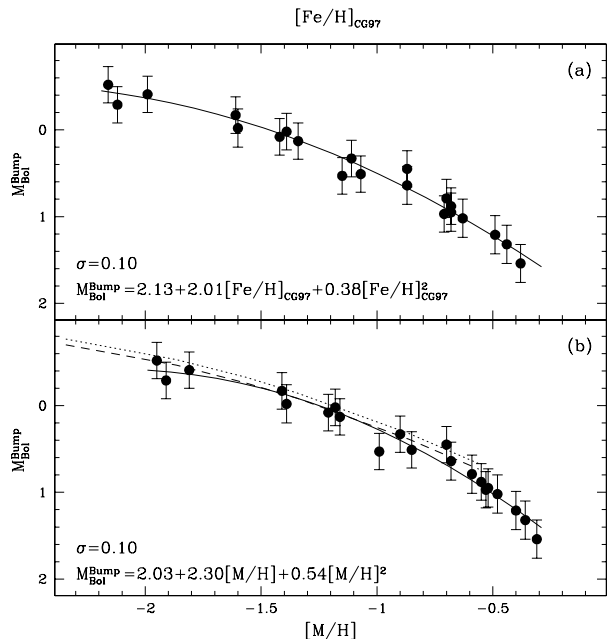 [Fe/H]CG97
(a)
0
1
2
M^Bump_Bol
σ=0.10
M^Bump_Bol=2.13+2.01[Fe/H]CG97+0.38[Fe/H]²CG97
(b)
0
1
2
M^Bump_Bol
σ=0.10
M^Bump_Bol=2.03+2.30[M/H]+0.54[M/H]²
-2 -1.5 -1 -0.5
[M/H]